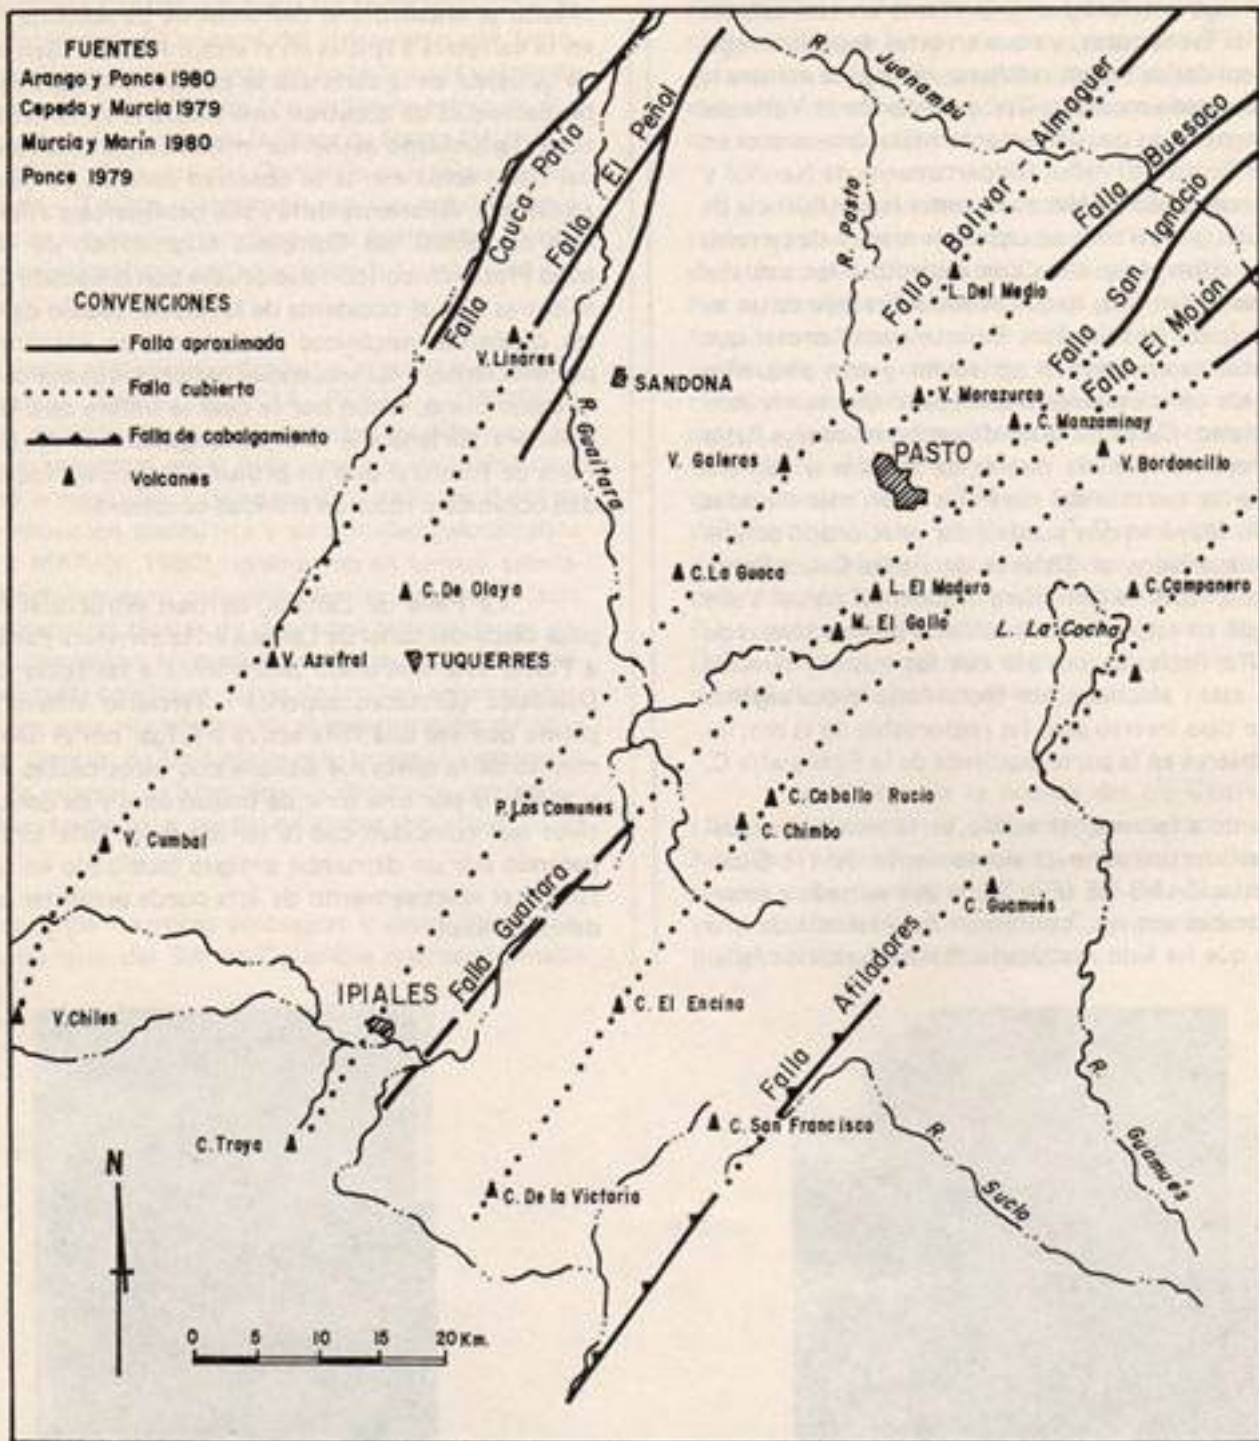 FUENTES
Arango y Ponce 1980
Cepeda y Murcia 1979
Murcia y Marín 1980
Ponce 1979
CONVENCIONES
Falla aproximada
Falla cubierta
Falla de cabalgamiento
Volcanes
R. Juanambú
Falla Cauca - Patía
Falla El Peñol
R. Pasto
Falla Bolívar - Almaguer
Falla Buesaco
Falla San Ignacio
Falla El Moján
L. Del Medio
V. Linares
SANDONA
V. Morazurco
C. Manzaminay
R. Guaitara
V. Galeras
PASTO
V. Bordoncillo
C. De Olaya
C. La Guaca
L. El Maduro
C. Campanero
M. El Gallo
L. La Cocha
V. Azufral
TUQUERRES
P. Los Comunes
C. Caballo Rucio
V. Cumbal
C. Chimbo
Falla Guaitara
C. Guamués
Falla Afiladores
IPIALES
C. El Encino
V. Chiles
C. Troya
C. San Francisco
R. Sucio
R. Guamués
C. De la Victoria
N
0 5 10 15 20 Km.